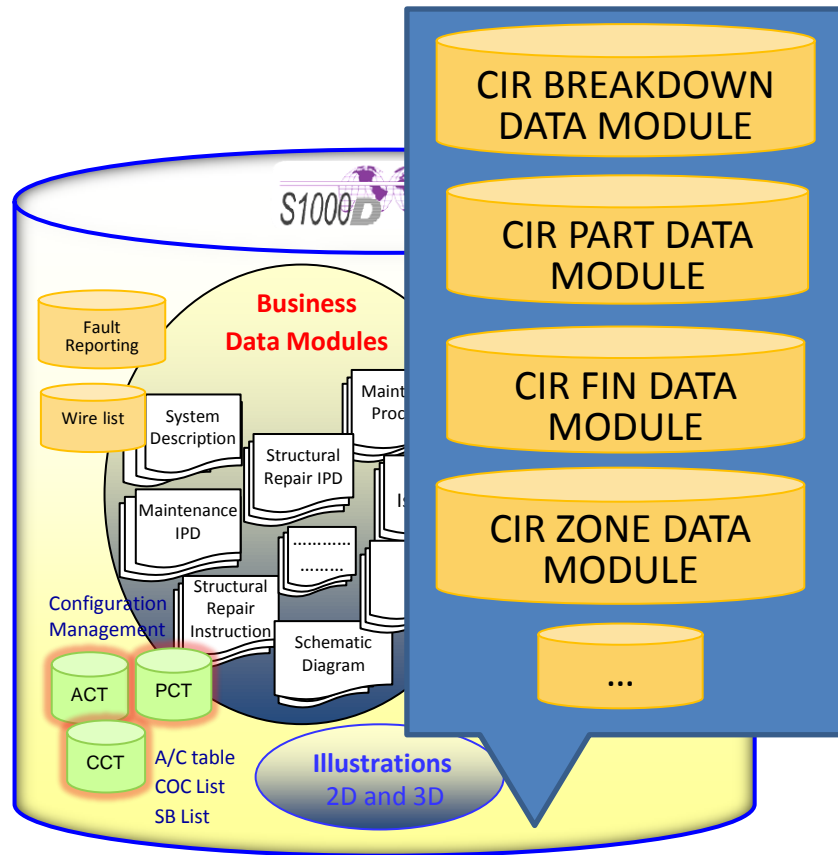 CIR BREAKDOWN
DATA MODULE
CIR PART DATA
MODULE
CIR FIN DATA
MODULE
CIR ZONE DATA
MODULE
...
S1000D
Business
Data Modules
Fault
Reporting
Wire list
System
Description
Structural
Repair IPD
Maintenance
IPD
............
.........
Structural
Repair
Instruction
Schematic
Diagram
Configuration
Management
ACT
PCT
CCT
A/C table
COC List
SB List
Illustrations
2D and 3D